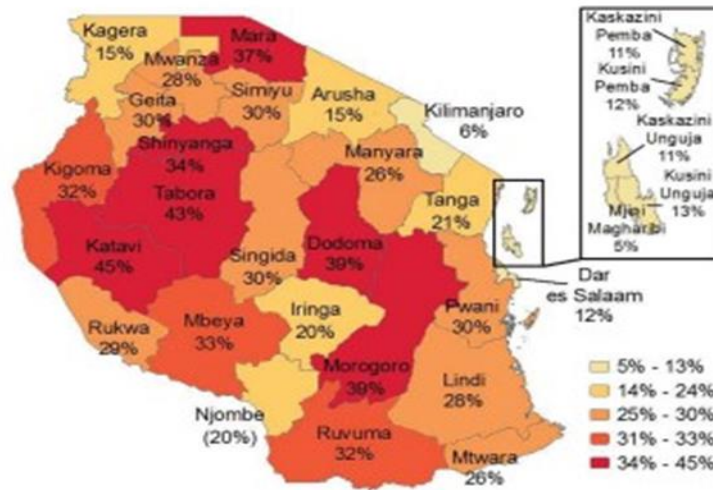 Kagera
15%
Mara
37%
Mwanza
28%
Geita
30%
Simiyu
30%
Arusha
15%
Kilimanjaro
6%
Shinyanga
34%
Kigoma
32%
Tabora
43%
Manyara
26%
Tanga
21%
Katavi
45%
Singida
30%
Dodoma
39%
Dar
es Salaam
12%
Pwani
30%
Rukwa
29%
Mbeya
33%
Iringa
20%
Morogoro
39%
Lindi
28%
Njombe
(20%)
Ruvuma
32%
Mtwara
26%
Kaskazini
Pemba
11%
Kusini
Pemba
12%
Kaskazini
Unguja
11%
Kusini
Unguja
13%
Mjini
Magharibi
5%
5% - 13%
14% - 24%
25% - 30%
31% - 33%
34% - 45%